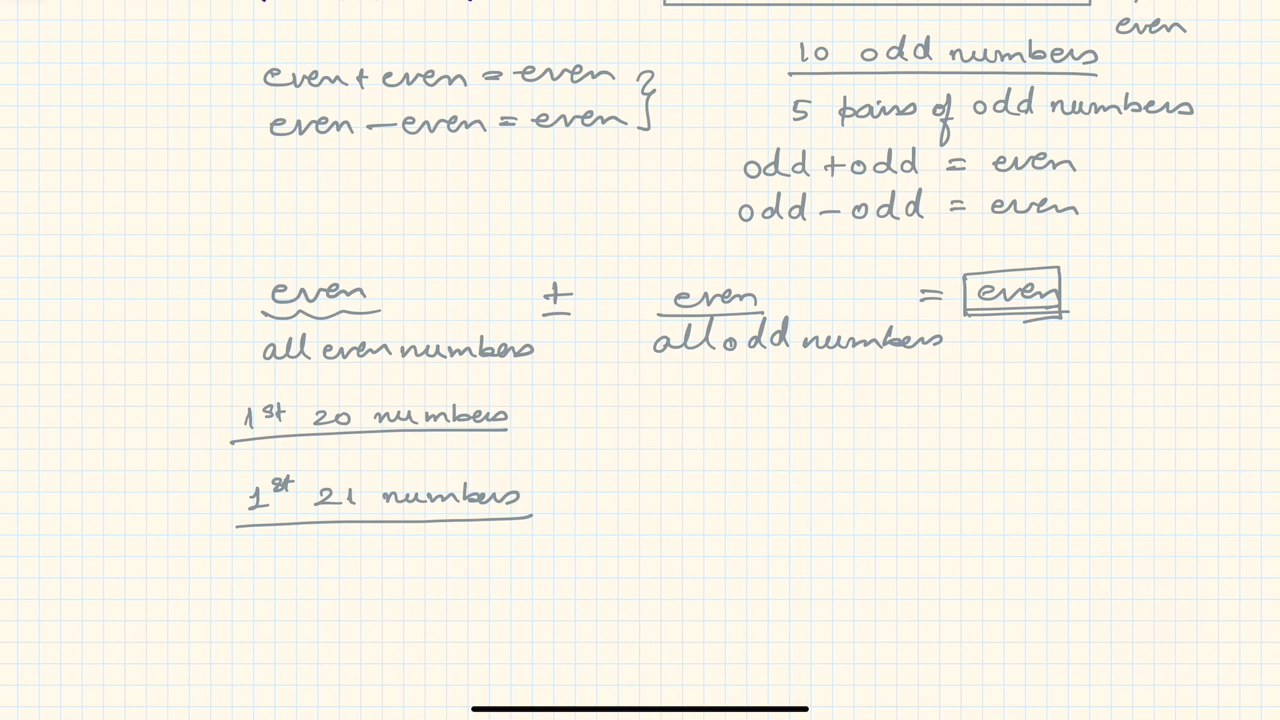 even
10 odd numbers
even + even = even
even - even = even }
5 pairs of odd numbers
odd + odd = even
odd - odd = even
even ± even = even
all even numbers all odd numbers
1st 20 numbers
1st 21 numbers